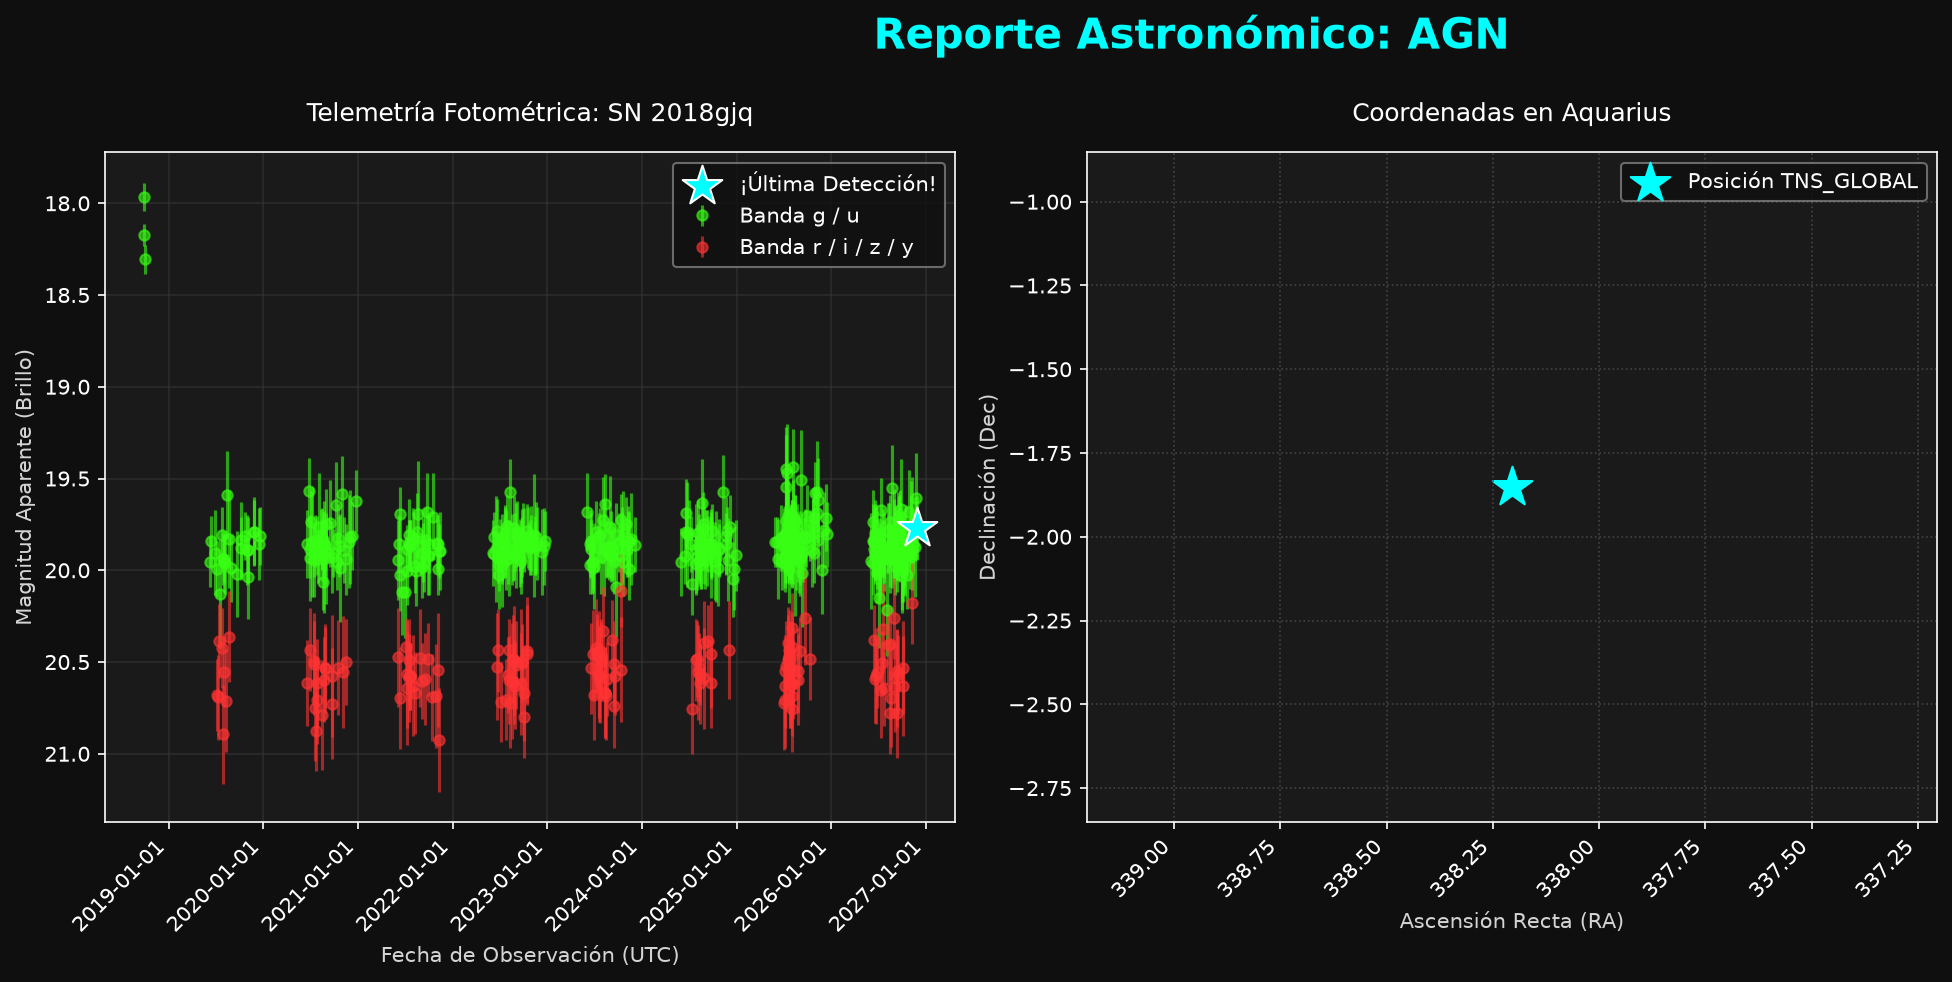 Reporte Astronómico: AGN
Telemetría Fotométrica: SN 2018gjq
Magnitud Aparente (Brillo)
18.0
18.5
19.0
19.5
20.0
20.5
21.0
¡Última Detección!
Banda g / u
Banda r / i / z / y
2019-01-01
2020-01-01
2021-01-01
2022-01-01
2023-01-01
2024-01-01
2025-01-01
2026-01-01
2027-01-01
Fecha de Observación (UTC)
Coordenadas en Aquarius
Declinación (Dec)
−1.00
−1.25
−1.50
−1.75
−2.00
−2.25
−2.50
−2.75
Posición TNS_GLOBAL
339.00
338.75
338.50
338.25
338.00
337.75
337.50
337.25
Ascensión Recta (RA)